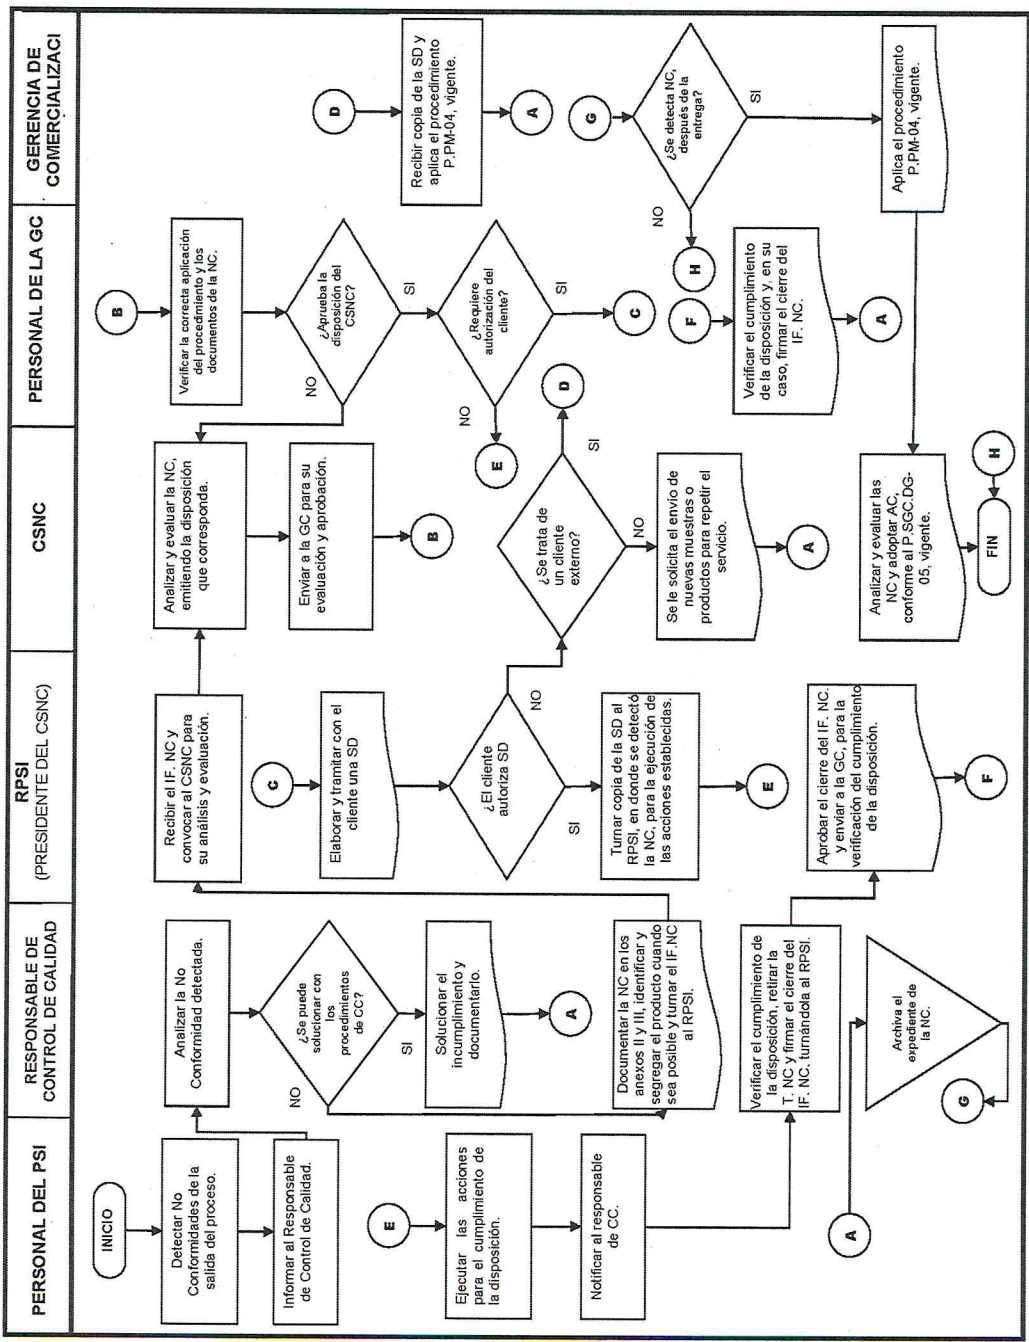 PERSONAL DEL PSI
RESPONSABLE DE
CONTROL DE CALIDAD
RPSI
(PRESIDENTE DEL CSNC)
CSNC
PERSONAL DE LA GC
GERENCIA DE
COMERCIALIZACI
INICIO
Detectar No
Conformidades de la
salida del proceso.
Informar al Responsable
de Control de Calidad.
E
Ejecutar las acciones
para el cumplimiento de
la disposición.
Notificar al responsable
de CC.
A
Analizar la No
Conformidad detectada.
¿Se puede
solucionar con
los
procedimientos
de CC?
NO
SI
Solucionar el
incumplimiento y
documentarlo.
A
Documentar la NC en los
anexos II y III, identificar y
segregar el producto cuando
sea posible y turnar el IF.NC
al RPSI.
Verificar el cumplimiento de
la disposición, retirar la
T. NC y firmar el cierre del
IF. NC, turnándola al RPSI.
Archiva el
expediente de
la NC.
G
Recibir el IF. NC y
convocar al CSNC para
su análisis y evaluación.
C
Elaborar y tramitar con el
cliente una SD
¿El cliente
autoriza SD
NO
SI
Turnar copia de la SD al
RPSI, en donde se detectó
la NC, para la ejecución de
las acciones establecidas.
E
Aprobar el cierre del IF. NC.
y enviar a la GC, para la
verificación del cumplimiento
de la disposición.
F
Analizar y evaluar la NC,
emitiendo la disposición
que corresponda.
Enviar a la GC para su
evaluación y aprobación.
B
¿Se trata de
un cliente
externo?
SI
D
NO
Se le solicita el envío de
nuevas muestras o
productos para repetir el
servicio.
A
Analizar y evaluar las
NC y adoptar AC,
conforme al P.SGC.DG-
05, vigente.
FIN
H
B
Verificar la correcta aplicación
del procedimiento y los
documentos de la NC.
¿Aprueba la
disposición del
CSNC?
NO
SI
¿Requiere
autorización del
cliente?
NO
SI
E
C
F
Verificar el cumplimiento
de la disposición y, en su
caso, firmar el cierre del
IF. NC.
A
D
Recibir copia de la SD y
aplica el procedimiento
P.PM-04, vigente.
A
G
¿Se detecta NC,
después de la
entrega?
NO
SI
H
Aplica el procedimiento
P.PM-04, vigente.